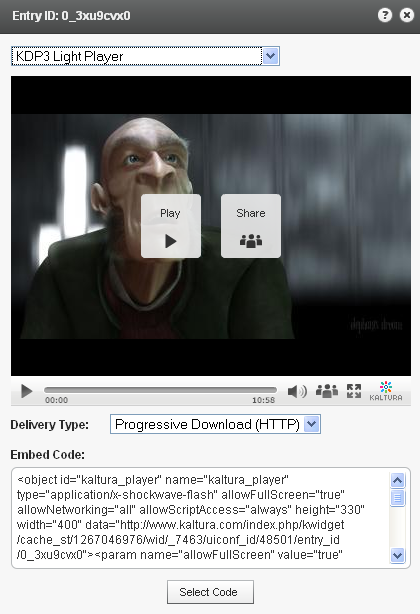 Entry ID: 0_3xu9cvx0
?
KDP3 Light Player
Play
Share
elephants dream
00:00
10:58
KALTURA
Delivery Type:
Progressive Download (HTTP)
Embed Code:
<object id="kaltura_player" name="kaltura_player"
type="application/x-shockwave-flash" allowFullScreen="true"
allowNetworking="all" allowScriptAccess="always" height="330"
width="400" data="http://www.kaltura.com/index.php/kwidget
/cache_st/1267046976/wid/_7463/uiconf_id/48501/entry_id
/0_3xu9cvx0"><param name="allowFullScreen" value="true"
Select Code